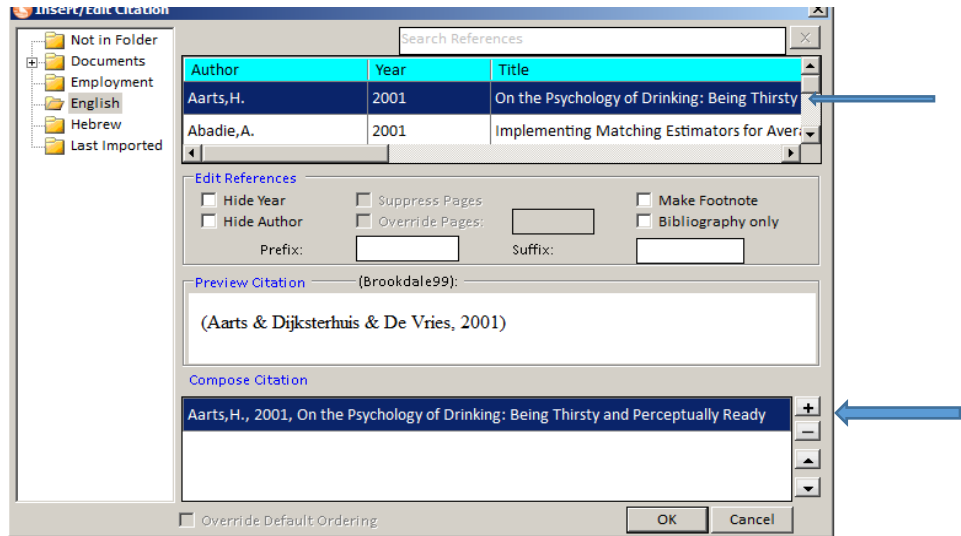 Insert/Edit Citation
Not in Folder
Documents
Employment
English
Hebrew
Last Imported
Search References
Author Year Title
Aarts,H. 2001 On the Psychology of Drinking: Being Thirsty
Abadie,A. 2001 Implementing Matching Estimators for Aver
Edit References
Hide Year Suppress Pages Make Footnote
Hide Author Override Pages: Bibliography only
Prefix: Suffix:
Preview Citation (Brookdale99):
(Aarts & Dijksterhuis & De Vries, 2001)
Compose Citation
Aarts,H., 2001, On the Psychology of Drinking: Being Thirsty and Perceptually Ready
Override Default Ordering OK Cancel